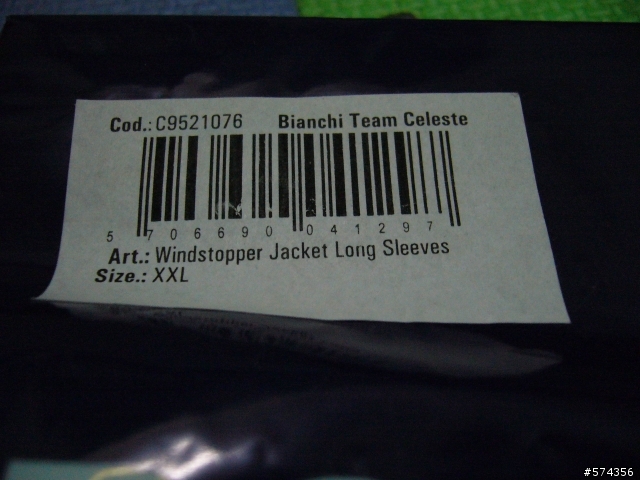 Cod.: C9521076 Bianchi Team Celeste
5 706690 041297
Art.: Windstopper Jacket Long Sleeves
Size.: XXL
#574356